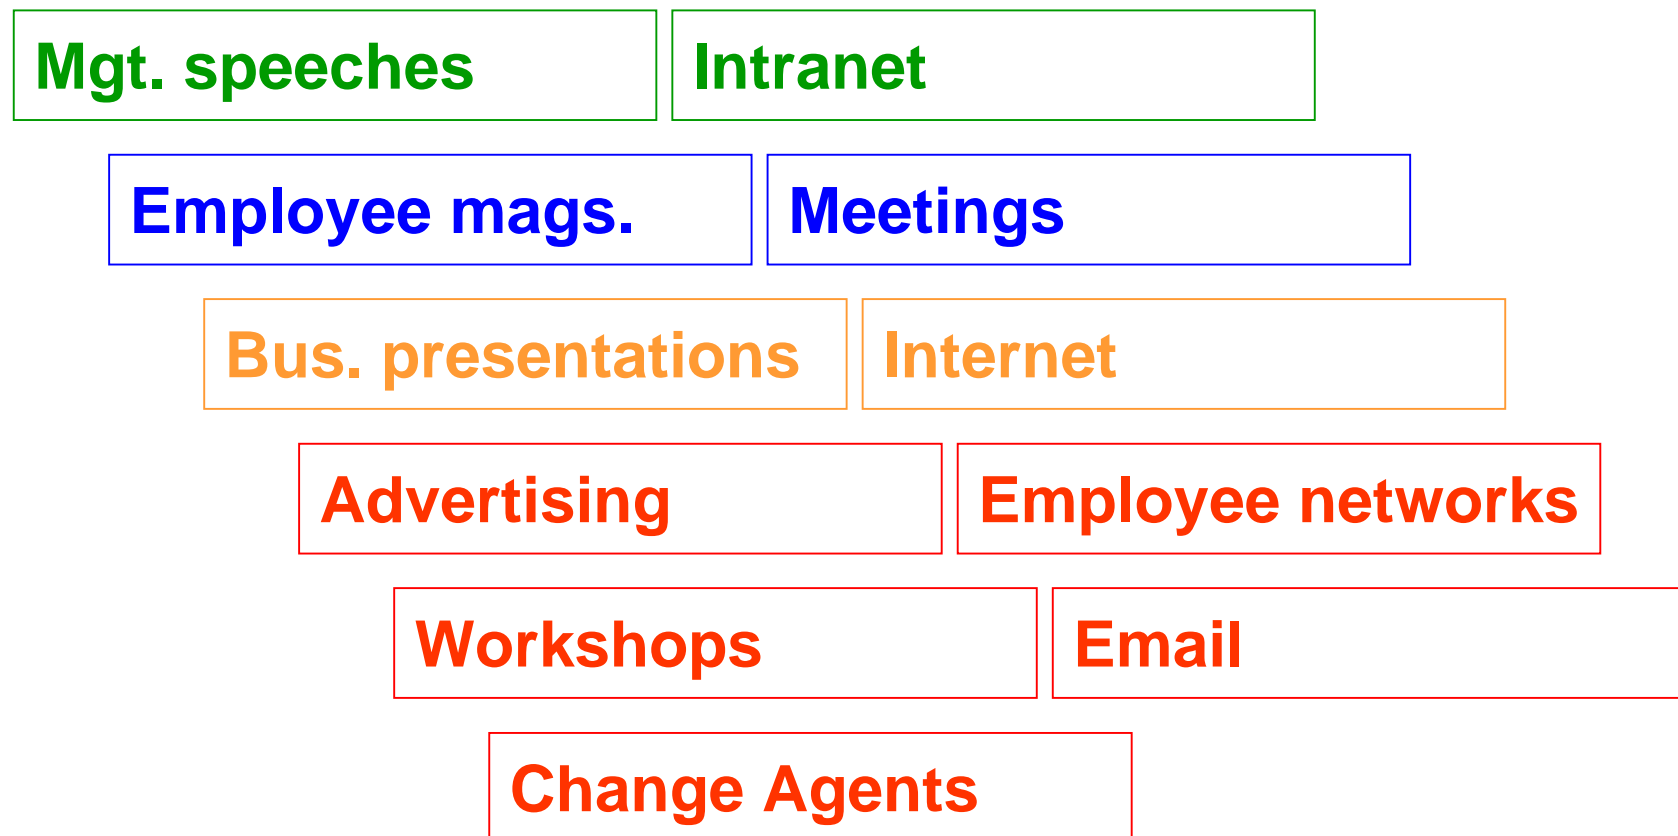 Mgt. speeches Intranet
Employee mags. Meetings
Bus. presentations Internet
Advertising Employee networks
Workshops Email
Change Agents